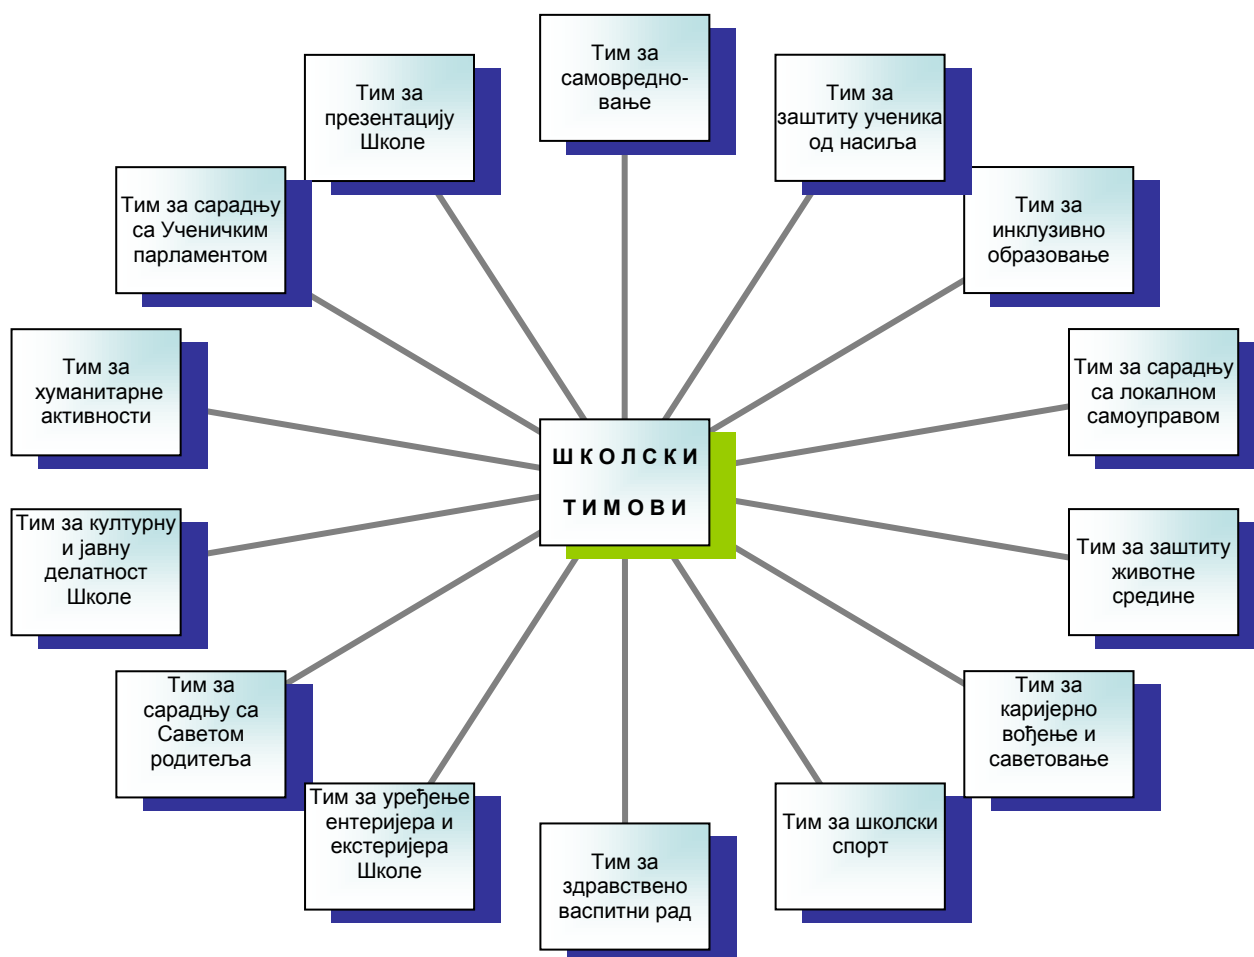 Тим за
самовредно-
вање
Тим за
заштиту ученика
од насиља
Тим за
инклузивно
образовање
Тим за сарадњу
са локалном
самоуправом
Тим за заштиту
животне
средине
Тим за
каријерно
вођење и
саветовање
Тим за школски
спорт
Тим за
здравствено
васпитни рад
Тим за уређење
ентеријера и
екстеријера
Школе
Тим за
сарадњу са
Саветом
родитеља
Тим за културну
и јавну
делатност
Школе
Тим за
хуманитарне
активности
Тим за сарадњу
са Ученичким
парламентом
Тим за
презентацију
Школе
Ш К О Л С К И
Т И М О В И